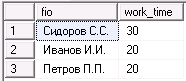 fio work_time
1 Сидоров С.С. 30
2 Иванов И.И. 20
3 Петров П.П. 20